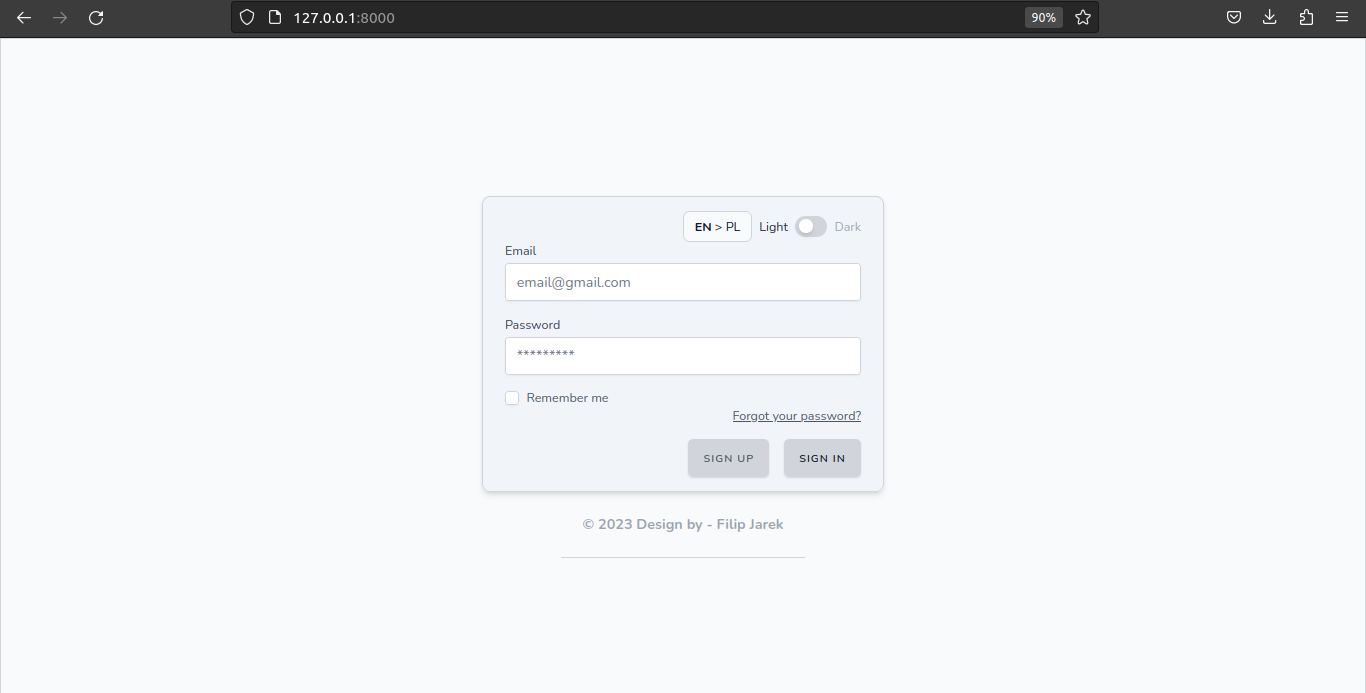 127.0.0.1:8000 90%
EN > PL Light Dark
Email
email@gmail.com
Password
*********
Remember me
Forgot your password?
SIGN UP SIGN IN
© 2023 Design by - Filip Jarek